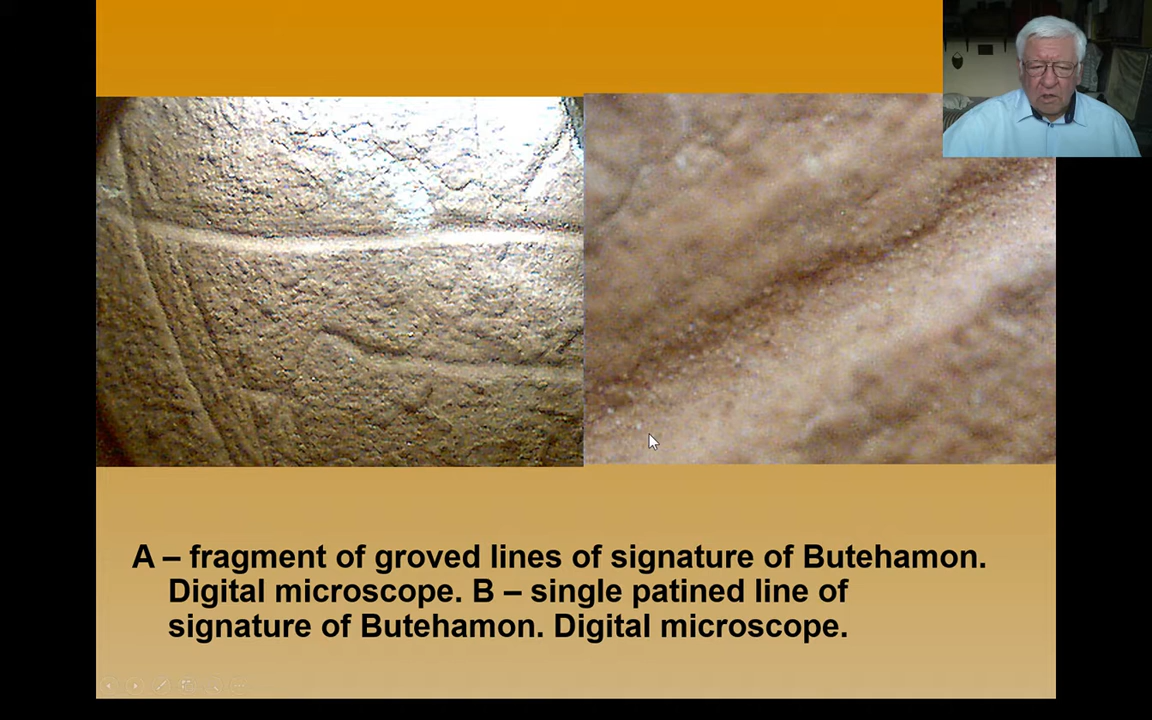 A – fragment of groved lines of signature of Butehamon.
Digital microscope. B – single patined line of
signature of Butehamon. Digital microscope.